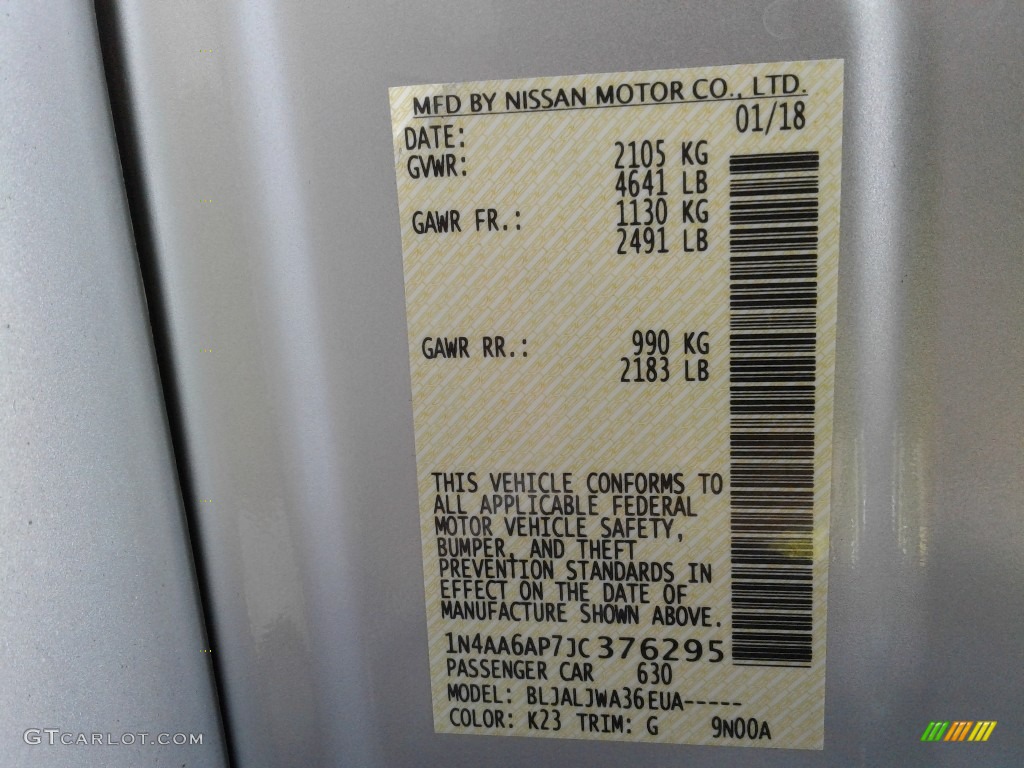 MFD BY NISSAN MOTOR CO., LTD.
DATE: 01/18
GVWR: 2105 KG
4641 LB
GAWR FR.: 1130 KG
2491 LB
GAWR RR.: 990 KG
2183 LB
THIS VEHICLE CONFORMS TO
ALL APPLICABLE FEDERAL
MOTOR VEHICLE SAFETY,
BUMPER, AND THEFT
PREVENTION STANDARDS IN
EFFECT ON THE DATE OF
MANUFACTURE SHOWN ABOVE.
1N4AA6AP7JC376295
PASSENGER CAR 630
MODEL: BLJALJWA36EUA-----
COLOR: K23 TRIM: G 9N00A
GTCARLOT.COM